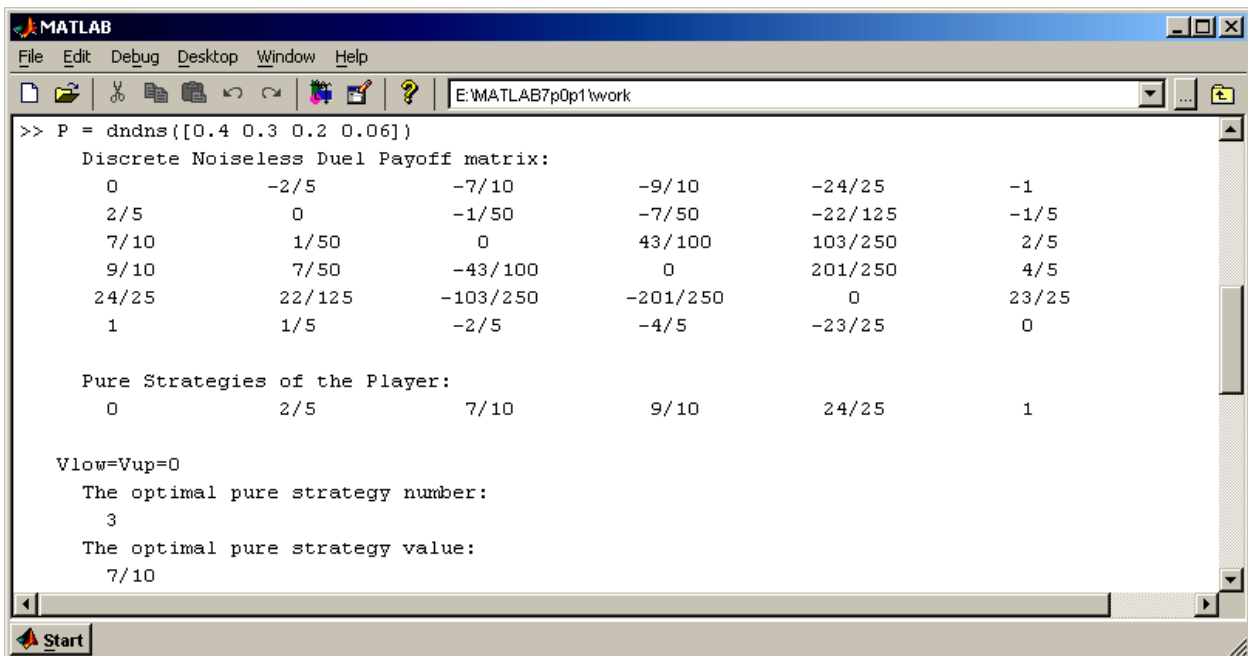 MATLAB
File Edit Debug Desktop Window Help
E:\MATLAB7p0p1\work ...
>> P = dndns([0.4 0.3 0.2 0.06])
Discrete Noiseless Duel Payoff matrix:
0 -2/5 -7/10 -9/10 -24/25 -1
2/5 0 -1/50 -7/50 -22/125 -1/5
7/10 1/50 0 43/100 103/250 2/5
9/10 7/50 -43/100 0 201/250 4/5
24/25 22/125 -103/250 -201/250 0 23/25
1 1/5 -2/5 -4/5 -23/25 0
Pure Strategies of the Player:
0 2/5 7/10 9/10 24/25 1
Vlow=Vup=0
The optimal pure strategy number:
3
The optimal pure strategy value:
7/10
Start